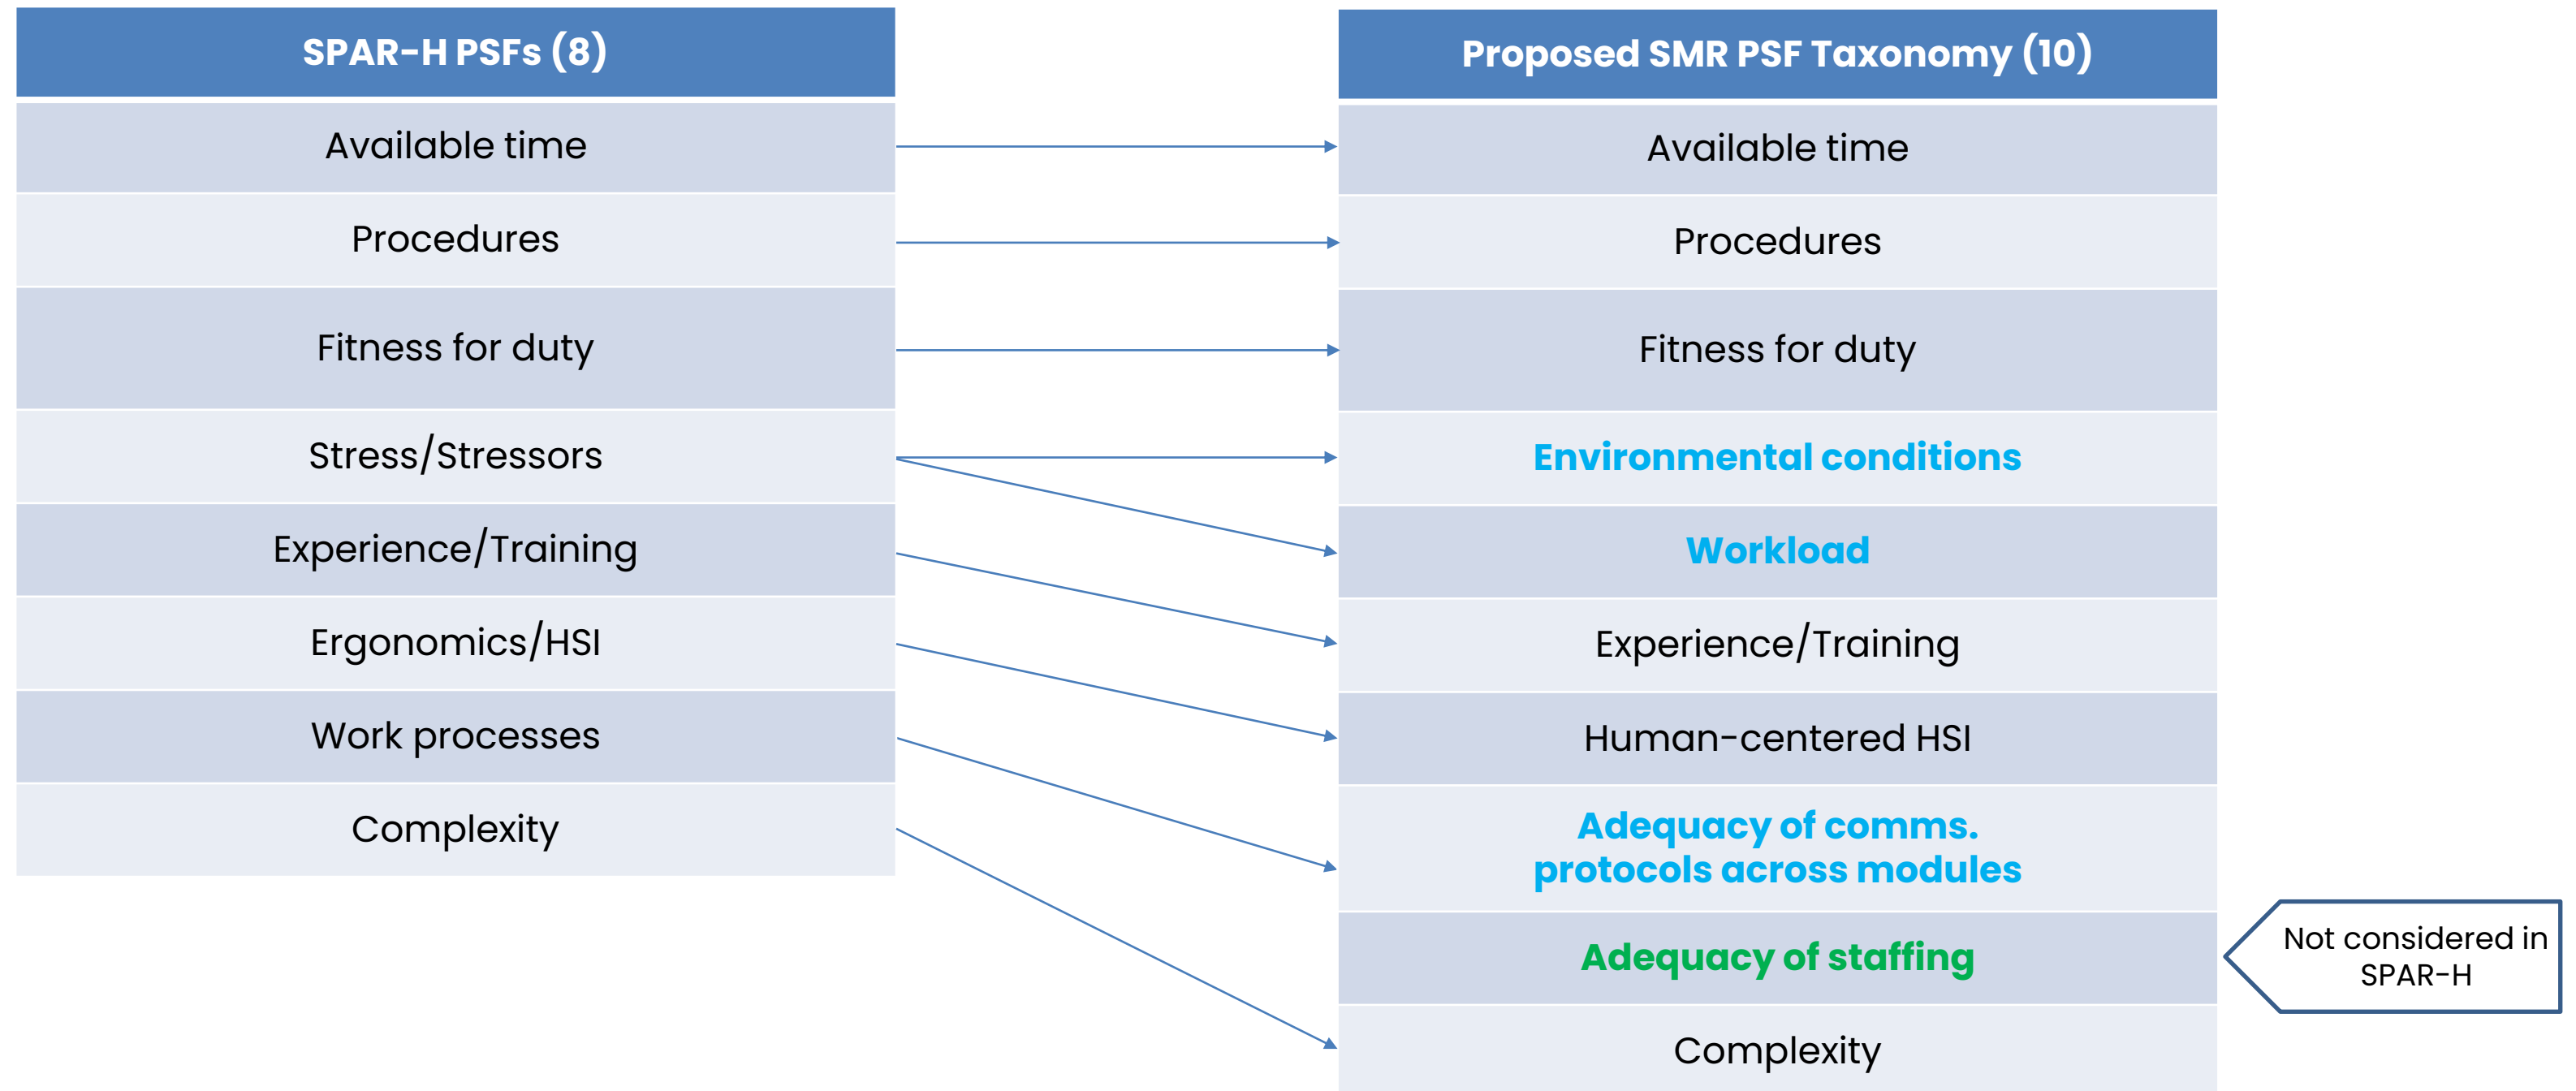 SPAR-H PSFs (8)
Available time
Procedures
Fitness for duty
Stress/Stressors
Experience/Training
Ergonomics/HSI
Work processes
Complexity
Proposed SMR PSF Taxonomy (10)
Available time
Procedures
Fitness for duty
Environmental conditions
Workload
Experience/Training
Human-centered HSI
Adequacy of comms.
protocols across modules
Adequacy of staffing
Complexity
Not considered in
SPAR-H